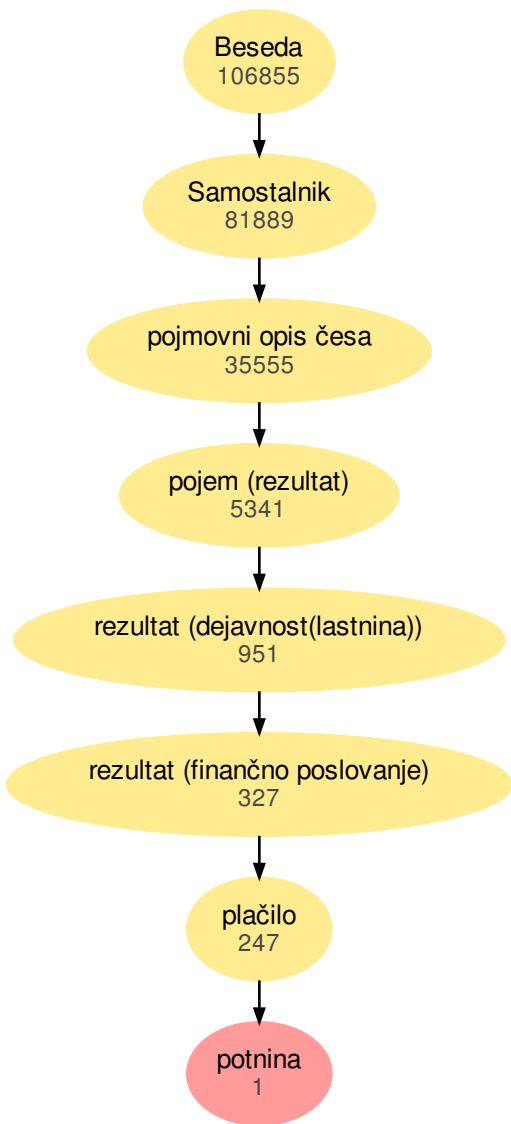 Beseda
106855
Samostalnik
81889
pojmovni opis česa
35555
pojem (rezultat)
5341
rezultat (dejavnost(lastnina))
951
rezultat (finančno poslovanje)
327
plačilo
247
potnina
1